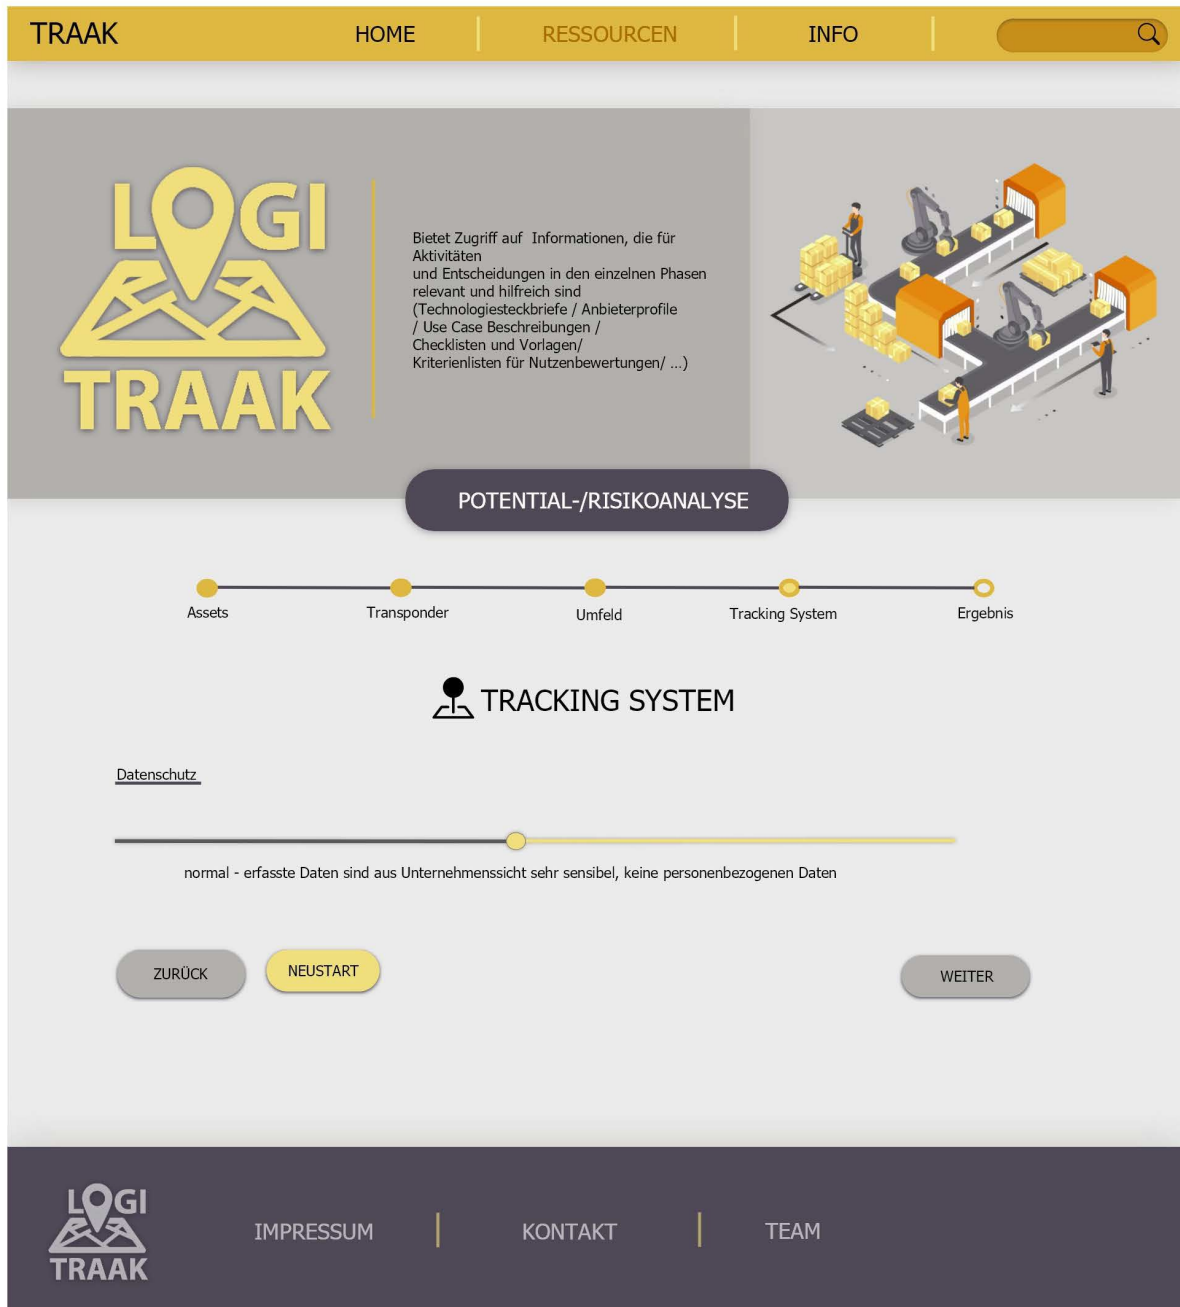 TRAAK
HOME
RESSOURCEN
INFO
LOGI
TRAAK
Bietet Zugriff auf Informationen, die für
Aktivitäten
und Entscheidungen in den einzelnen Phasen
relevant und hilfreich sind
(Technologiesteckbriefe / Anbieterprofile
/ Use Case Beschreibungen /
Checklisten und Vorlagen/
Kriterienlisten für Nutzenbewertungen/ ...)
POTENTIAL-/RISIKOANALYSE
Assets
Transponder
Umfeld
Tracking System
Ergebnis
TRACKING SYSTEM
Datenschutz
normal - erfasste Daten sind aus Unternehmenssicht sehr sensibel, keine personenbezogenen Daten
ZURÜCK
NEUSTART
WEITER
LOGI
TRAAK
IMPRESSUM
KONTAKT
TEAM